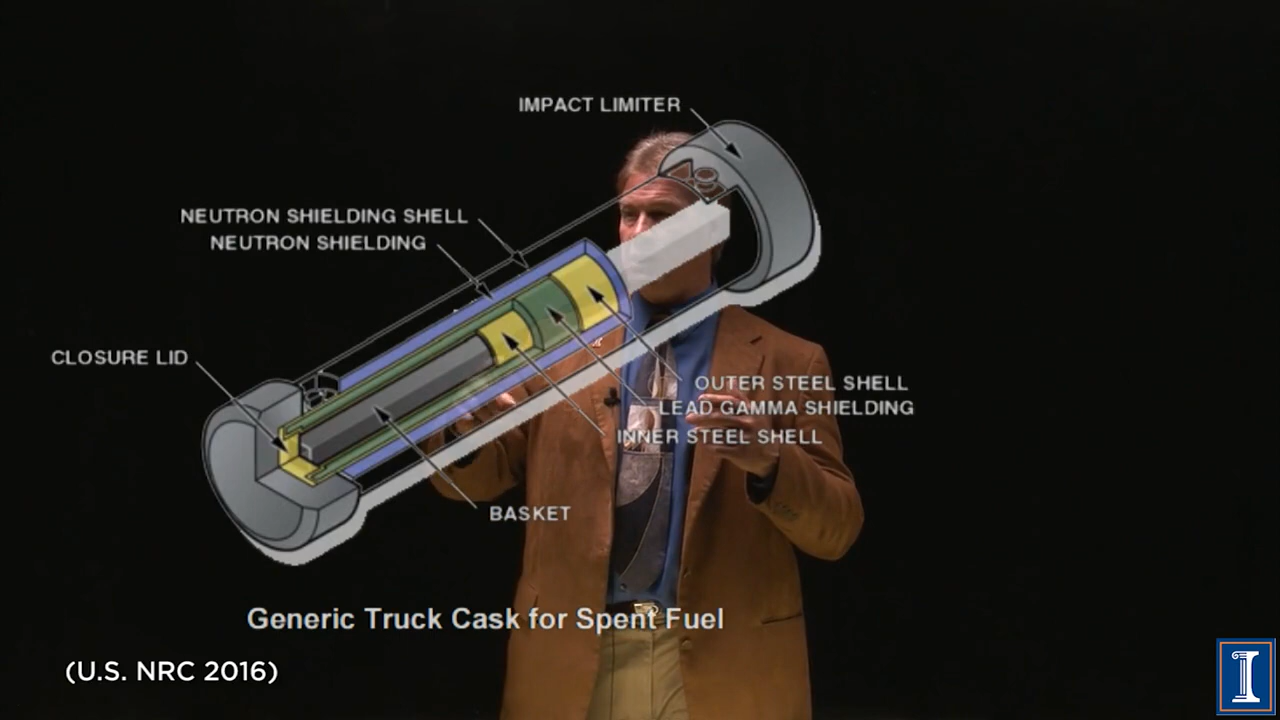 IMPACT LIMITER
NEUTRON SHIELDING SHELL
NEUTRON SHIELDING
CLOSURE LID
OUTER STEEL SHELL
LEAD GAMMA SHIELDING
INNER STEEL SHELL
BASKET
Generic Truck Cask for Spent Fuel
(U.S. NRC 2016)
I